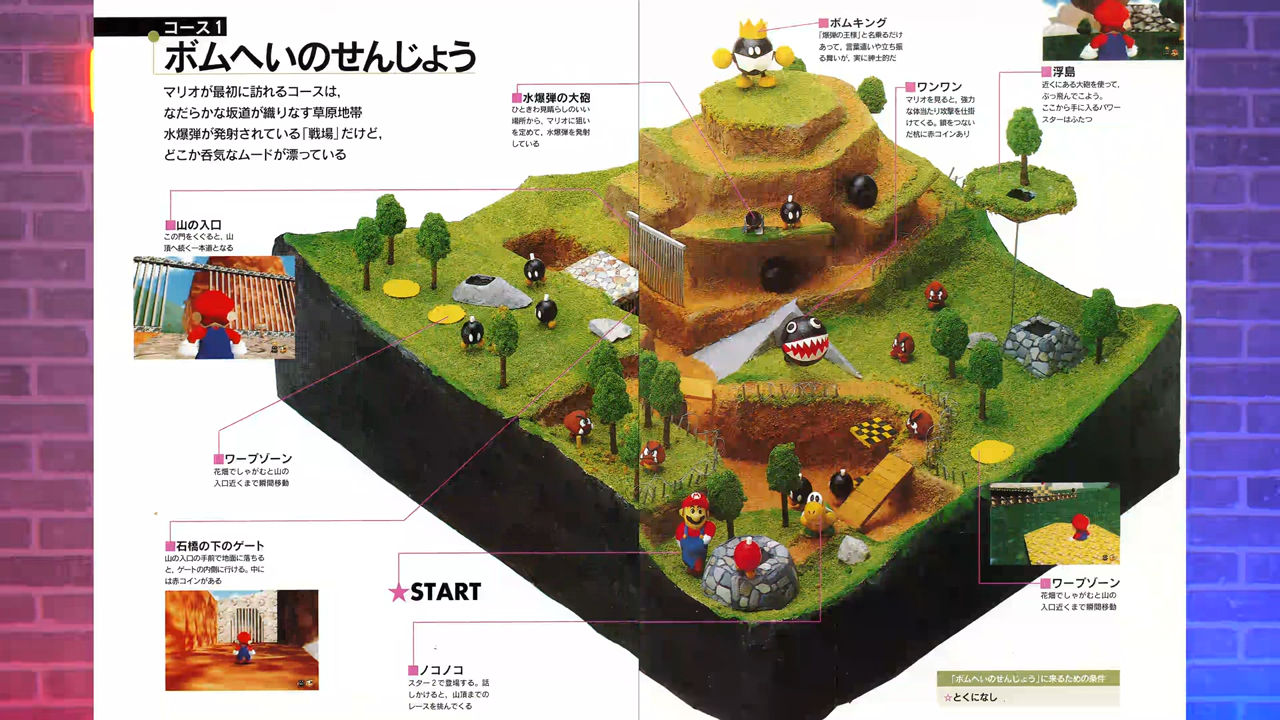 コース1
ボムへいのせんじょう
マリオが最初に訪れるコースは,
なだらかな坂道が織りなす草原地帯
水爆弾が発射されている「戦場」だけど,
どこか呑気なムードが漂っている
ボムキング
「爆弾の王様」と名乗るだけ
あって、言葉遣いや立ち振
る舞いが、実に紳士的だ
浮島
近くにある大砲を使って、
ぶっ飛んでこよう。
ここから手に入るパワー
スターはふたつ
ワンワン
マリオを見ると、強力
な体当たり攻撃を仕掛
けてくる。鎖をつない
だ杭に赤コインあり
水爆弾の大砲
ひときわ見晴らしのいい
場所から、マリオに狙い
を定めて、水爆弾を発射
している
山の入口
この門をくぐると、山
頂へ続く一本道となる
ワープゾーン
花畑でしゃがむと山の
入口近くまで瞬間移動
石橋の下のゲート
山の入口の手前で地面に落ちる
と、ゲートの内側に行ける。中に
は赤コインがある
★START
ノコノコ
スター2で登場する。話
しかけると、山頂までの
レースを挑んでくる
ワープゾーン
花畑でしゃがむと山の
入口近くまで瞬間移動
「ボムへいのせんじょう」に来るための条件
☆とくになし